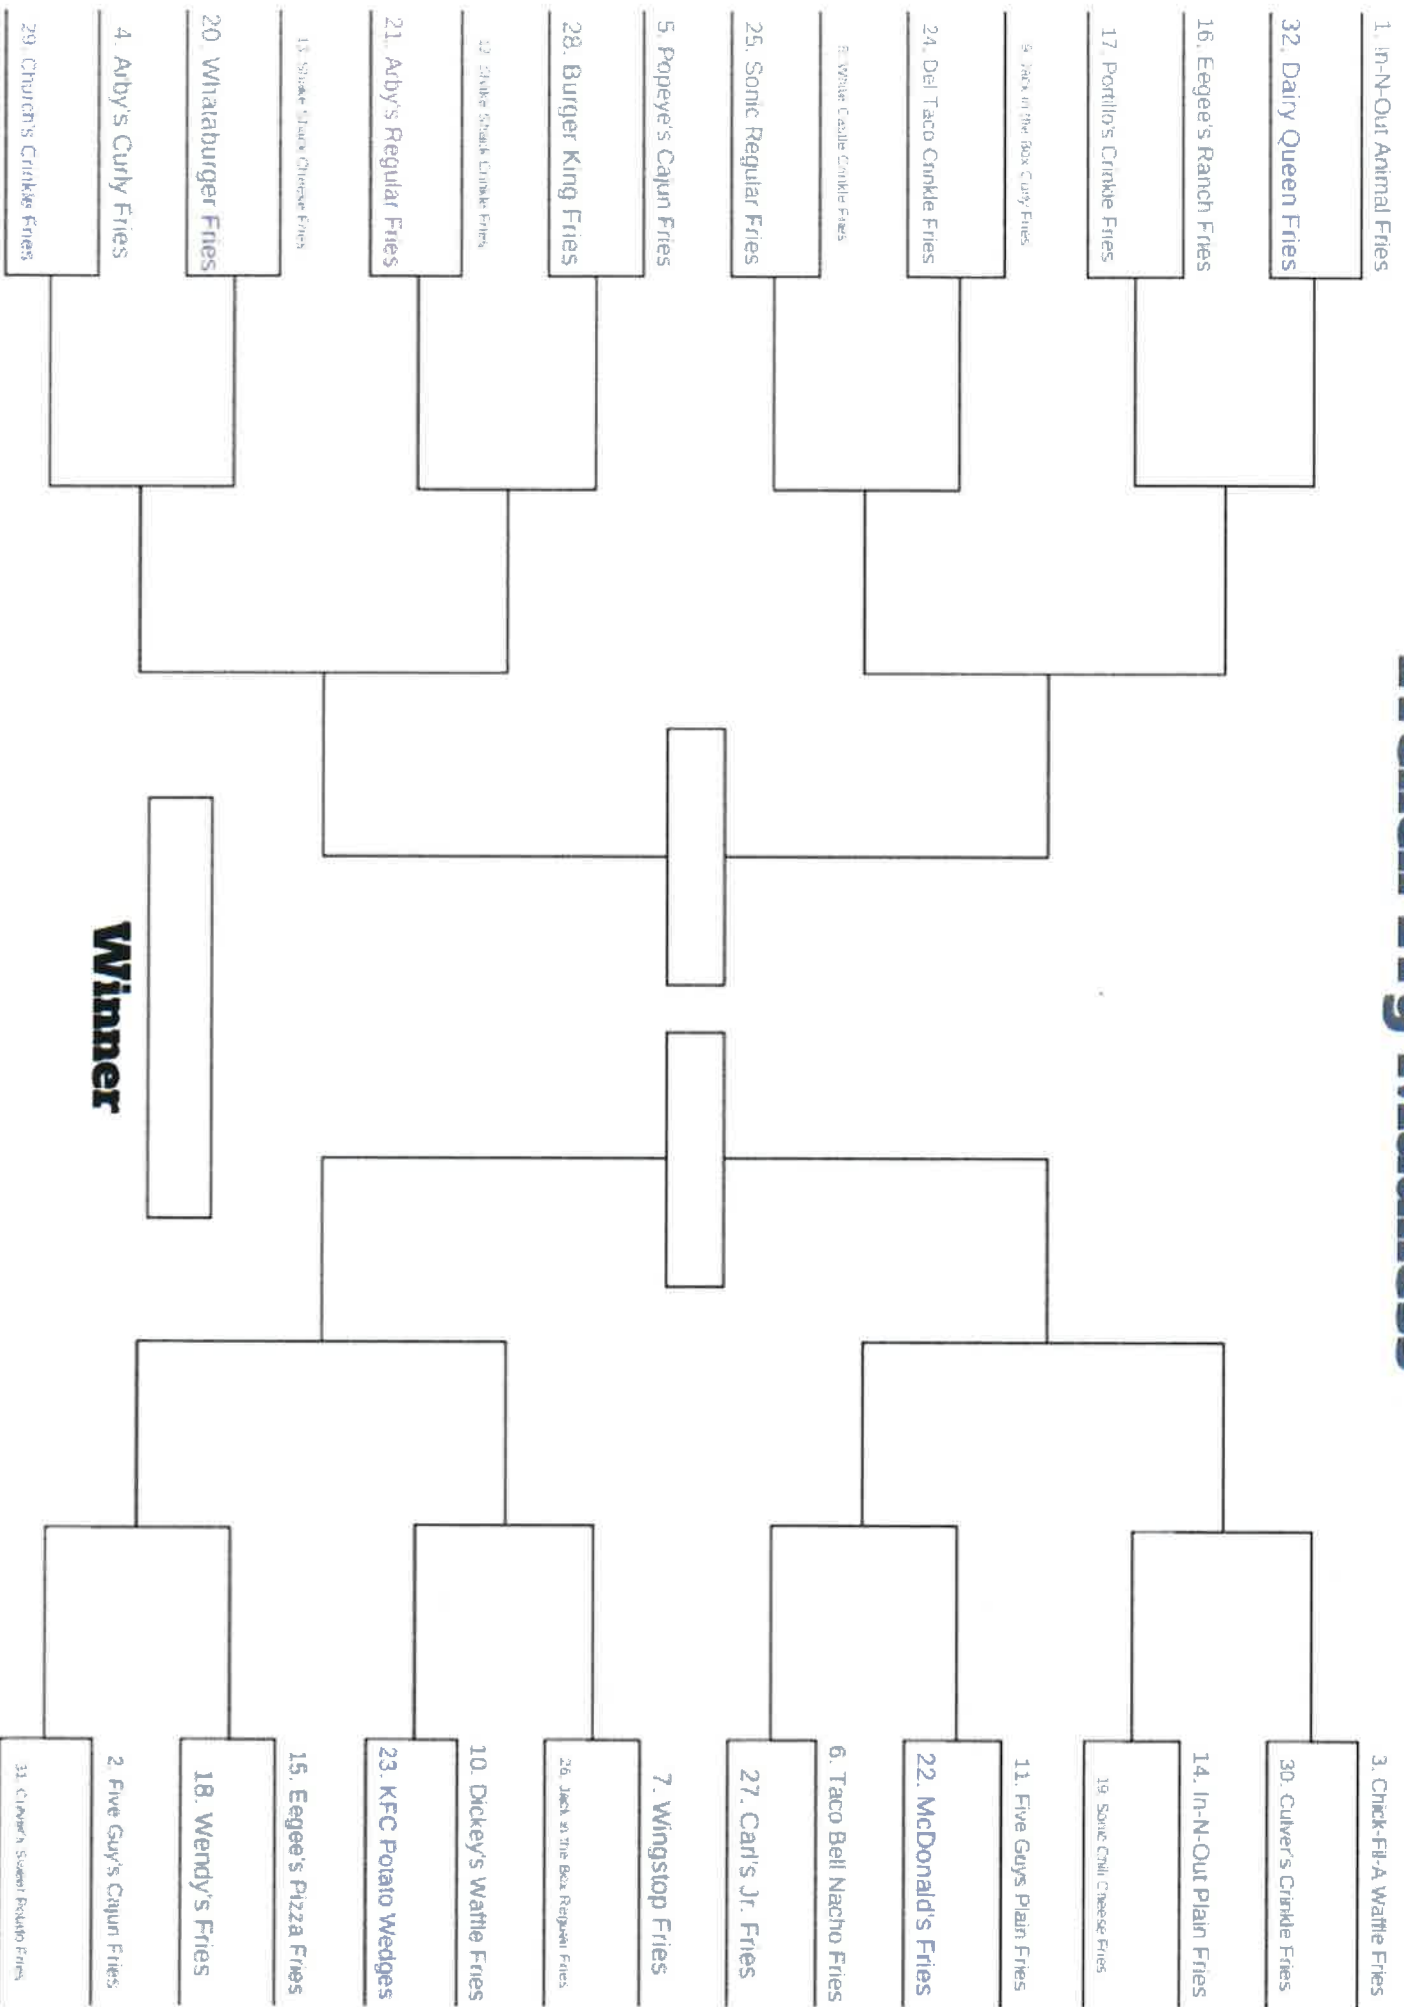 1. In-N-Out Animal Fries
32. Dairy Queen Fries
16. Eegee's Ranch Fries
17. Portillo's Crinkle Fries
9. Jack in the Box Curly Fries
24. Del Taco Crinkle Fries
8. White Castle Crinkle Fries
25. Sonic Regular Fries
5. Popeye's Cajun Fries
28. Burger King Fries
12. Shake Shack Crinkle Fries
21. Arby's Regular Fries
13. Shake Shack Cheese Fries
20. Whataburger Fries
4. Arby's Curly Fries
29. Church's Crinkle Fries
Winner
3. Chick-Fil-A Waffle Fries
30. Culver's Crinkle Fries
14. In-N-Out Plain Fries
19. Sonic Chili Cheese Fries
11. Five Guys Plain Fries
22. McDonald's Fries
6. Taco Bell Nacho Fries
27. Carl's Jr. Fries
7. Wingstop Fries
26. Jack in the Box Regular Fries
10. Dickey's Waffle Fries
23. KFC Potato Wedges
15. Eegee's Pizza Fries
18. Wendy's Fries
2. Five Guy's Cajun Fries
31. Sweet Potato Fries